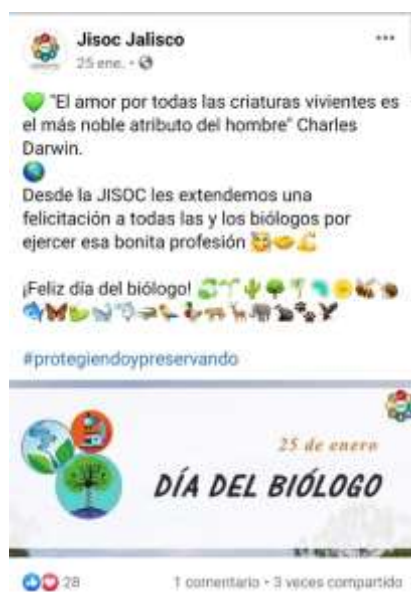 Jisoc Jalisco
25 ene.
💚 "El amor por todas las criaturas vivientes es
el más noble atributo del hombre" Charles
Darwin.
🌎
Desde la JISOC les extendemos una
felicitación a todas las y los biólogos por
ejercer esa bonita profesión
¡Feliz día del biólogo!
#protegiendoypreservando
25 de enero
DÍA DEL BIÓLOGO
28 1 comentario • 3 veces compartido